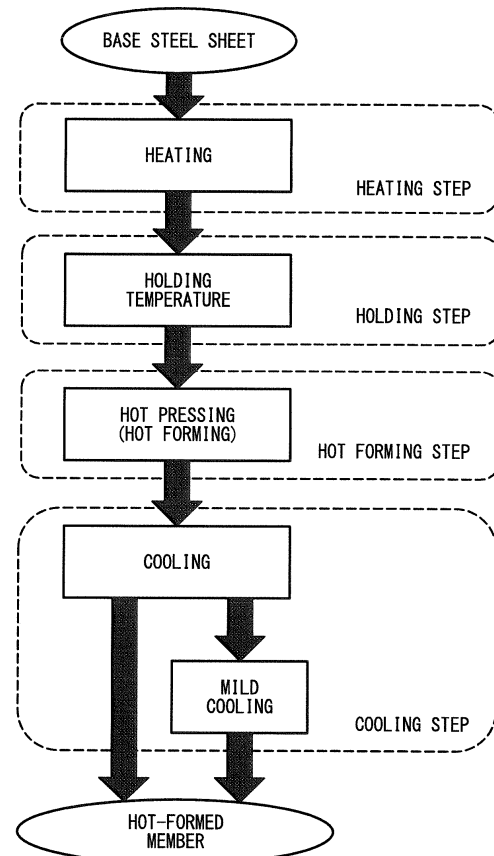 BASE STEEL SHEET
HEATING
HEATING STEP
HOLDING
TEMPERATURE
HOLDING STEP
HOT PRESSING
(HOT FORMING)
HOT FORMING STEP
COOLING
MILD
COOLING
COOLING STEP
HOT-FORMED
MEMBER